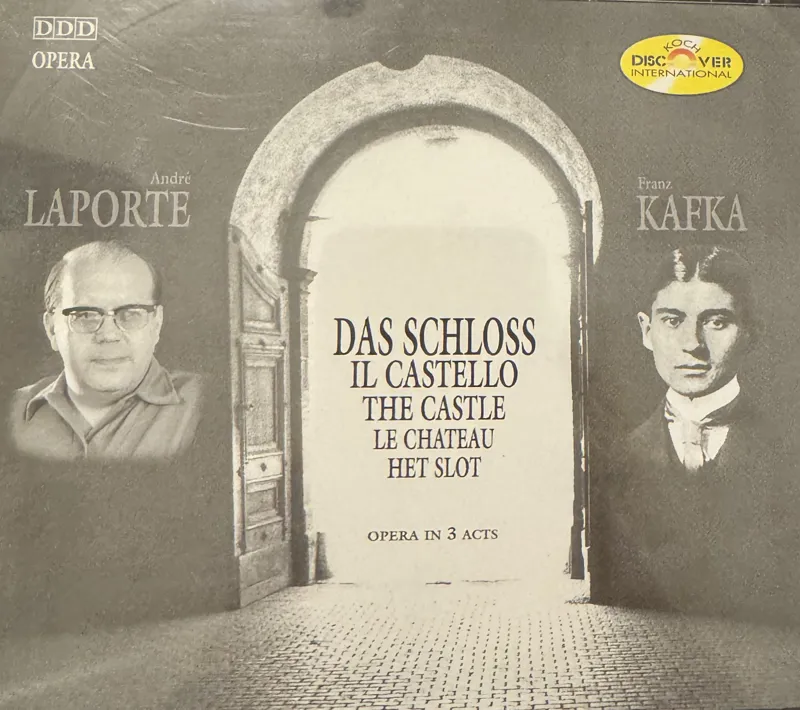 DDD
OPERA
KOCH
DISCOVER
INTERNATIONAL
André
LAPORTE
Franz
KAFKA
DAS SCHLOSS
IL CASTELLO
THE CASTLE
LE CHATEAU
HET SLOT
OPERA IN 3 ACTS